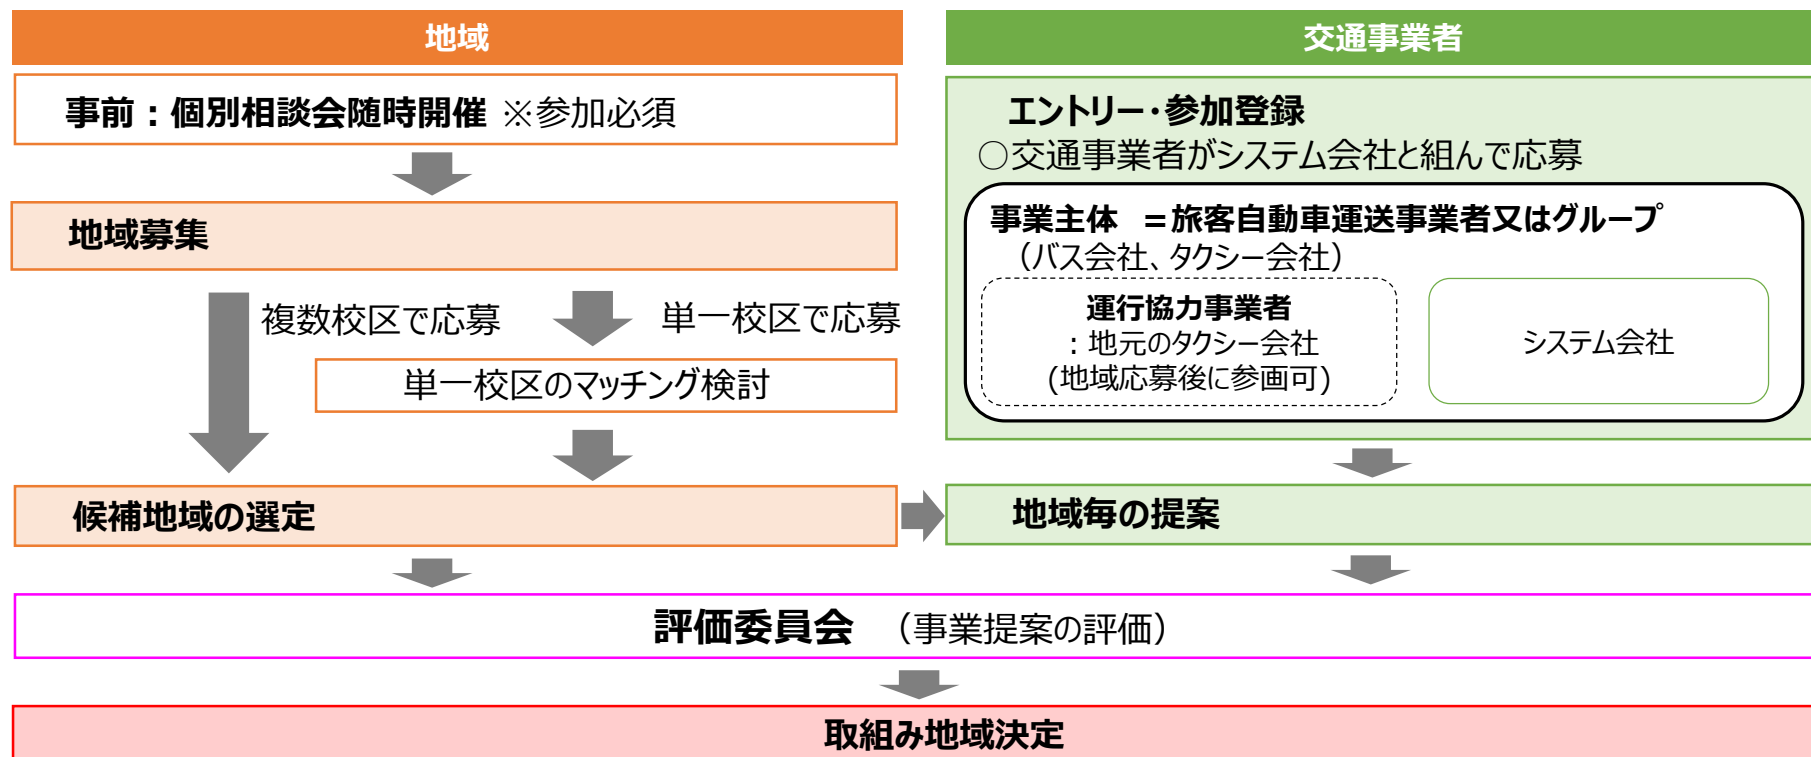 地域
事前：個別相談会随時開催 ※参加必須
地域募集
複数校区で応募
単一校区で応募
単一校区のマッチング検討
候補地域の選定
交通事業者
エントリー・参加登録
○交通事業者がシステム会社と組んで応募
事業主体 =旅客自動車運送事業者又はグループ
（バス会社、タクシー会社）
運行協力事業者
：地元のタクシー会社
(地域応募後に参画可)
システム会社
地域毎の提案
評価委員会 （事業提案の評価）
取組み地域決定